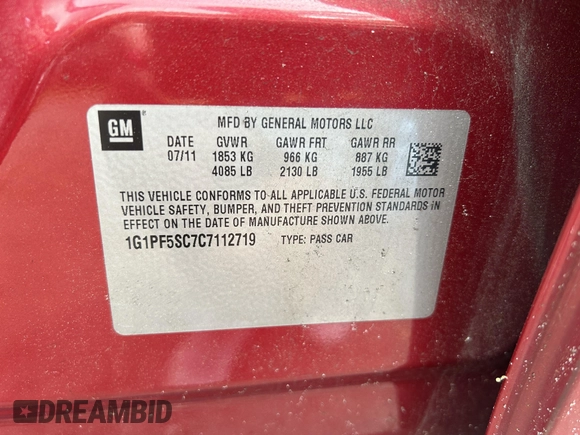 GM
MFD BY GENERAL MOTORS LLC
DATE GVWR GAWR FRT GAWR RR
07/11 1853 KG 966 KG 887 KG
4085 LB 2130 LB 1955 LB
THIS VEHICLE CONFORMS TO ALL APPLICABLE U.S. FEDERAL MOTOR
VEHICLE SAFETY, BUMPER, AND THEFT PREVENTION STANDARDS IN
EFFECT ON THE DATE OF MANUFACTURE SHOWN ABOVE.
1G1PF5SC7C7112719 TYPE: PASS CAR
DREAMBID